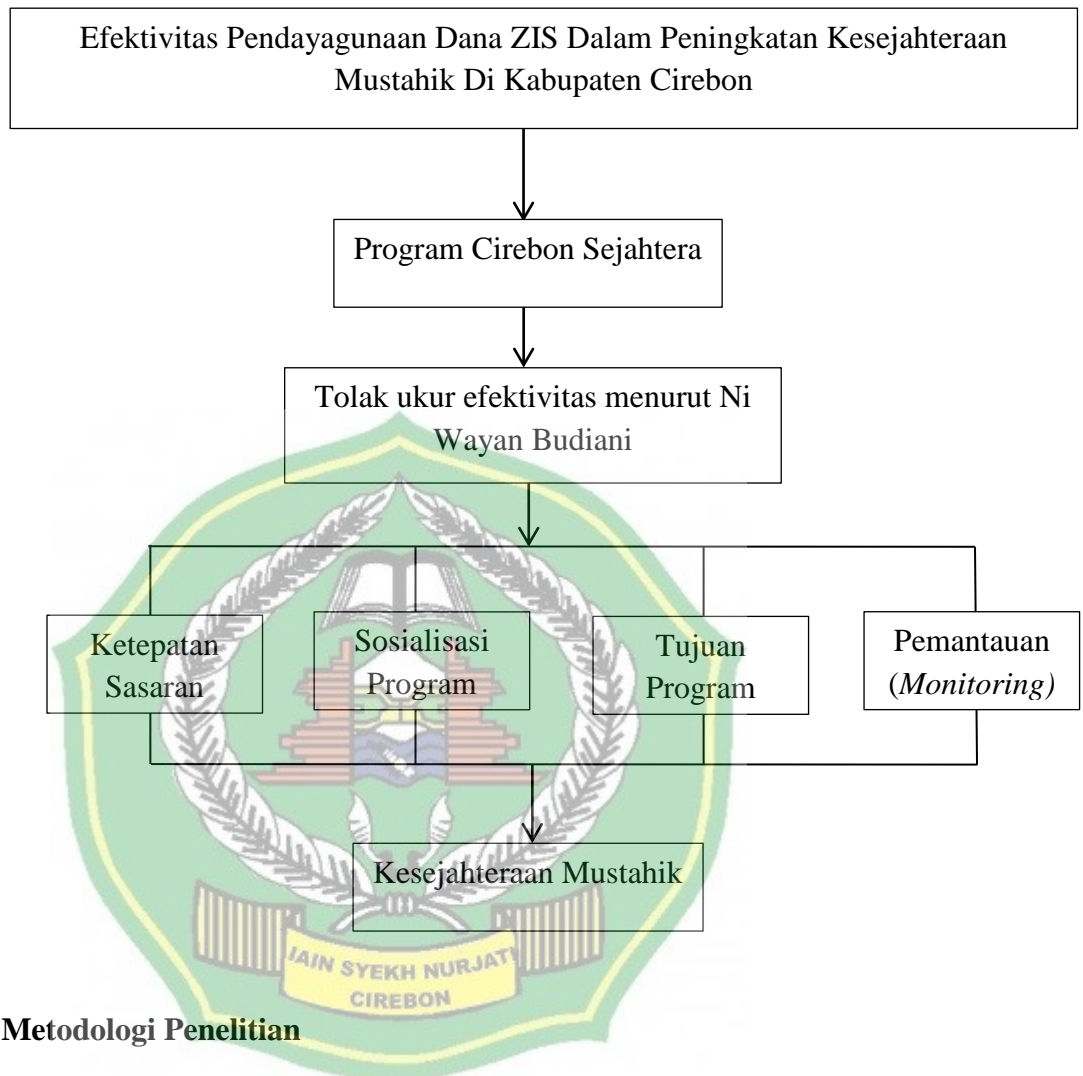 Efektivitas Pendayagunaan Dana ZIS Dalam Peningkatan Kesejahteraan
Mustahik Di Kabupaten Cirebon
Program Cirebon Sejahtera
Tolak ukur efektivitas menurut Ni
Wayan Budiani
Ketepatan
Sasaran
Sosialisasi
Program
Tujuan
Program
Pemantauan
(Monitoring)
Kesejahteraan Mustahik
IAIN SYEKH NURJATI
CIREBON
Metodologi Penelitian